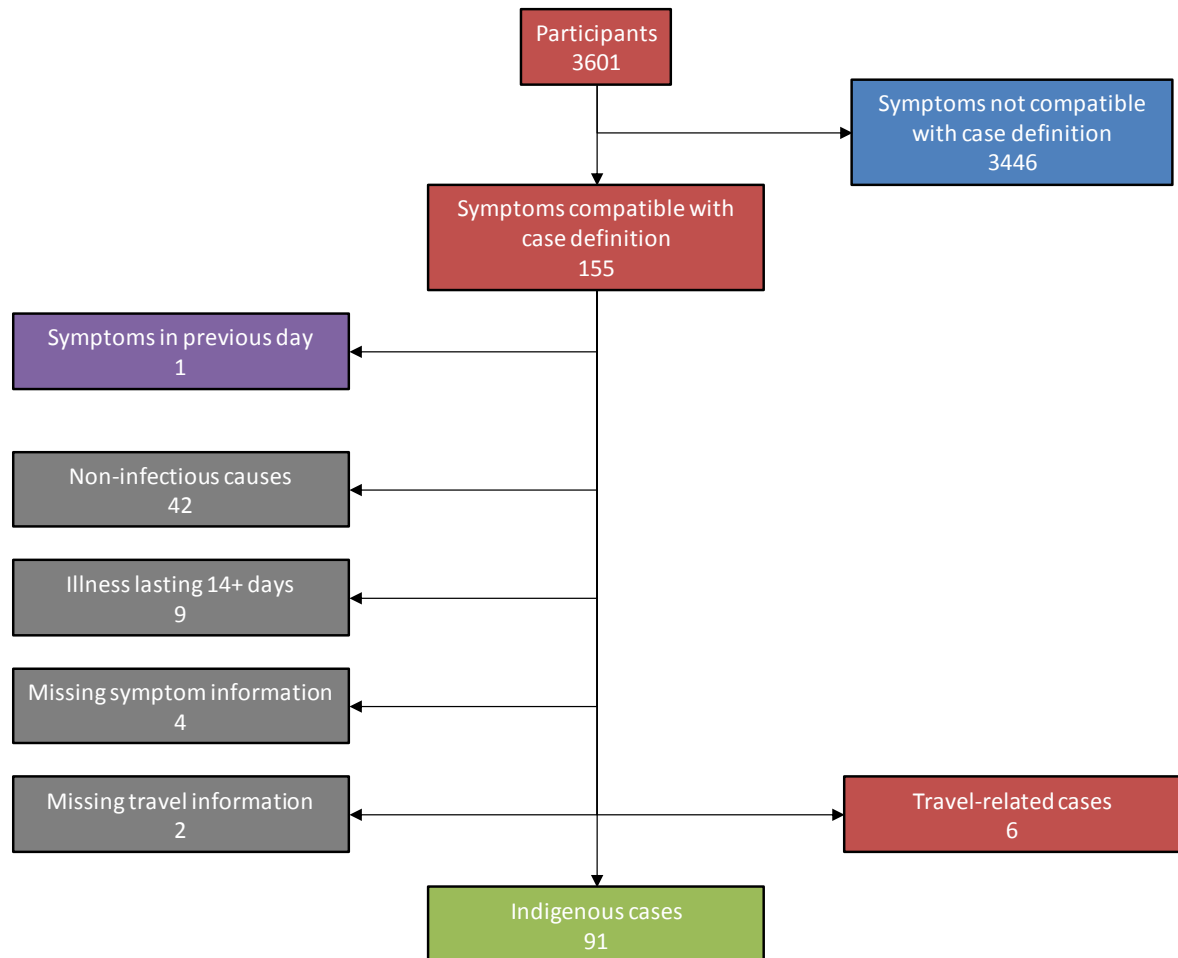 Participants
3601
Symptoms not compatible
with case definition
3446
Symptoms compatible with
case definition
155
Symptoms in previous day
1
Non-infectious causes
42
Illness lasting 14+ days
9
Missing symptom information
4
Missing travel information
2
Travel-related cases
6
Indigenous cases
91